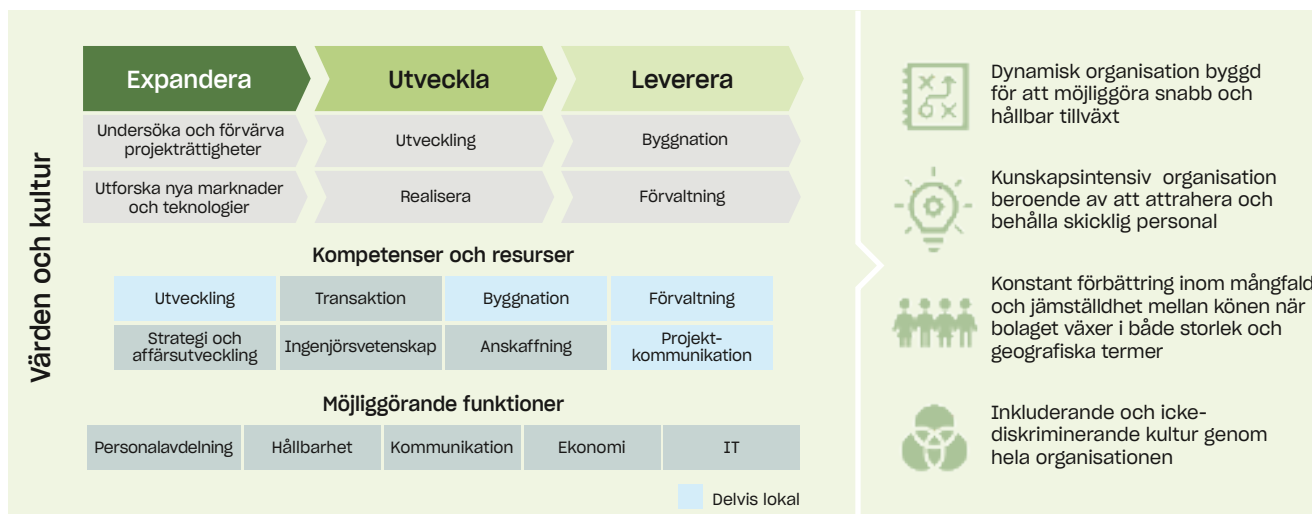 Värden och kultur
Expandera
Utveckla
Leverera
Undersöka och förvärva
projekträttigheter
Utveckling
Byggnation
Utforska nya marknader
och teknologier
Realisera
Förvaltning
Kompetenser och resurser
Utveckling
Transaktion
Byggnation
Förvaltning
Strategi och
affärsutveckling
Ingenjörsvetenskap
Anskaffning
Projekt-
kommunikation
Möjliggörande funktioner
Personalavdelning
Hållbarhet
Kommunikation
Ekonomi
IT
Delvis lokal
Dynamisk organisation byggd
för att möjliggöra snabb och
hållbar tillväxt
Kunskapsintensiv organisation
beroende av att attrahera och
behålla skicklig personal
Konstant förbättring inom mångfald
och jämställdhet mellan könen när
bolaget växer i både storlek och
geografiska termer
Inkluderande och icke-
diskriminerande kultur genom
hela organisationen